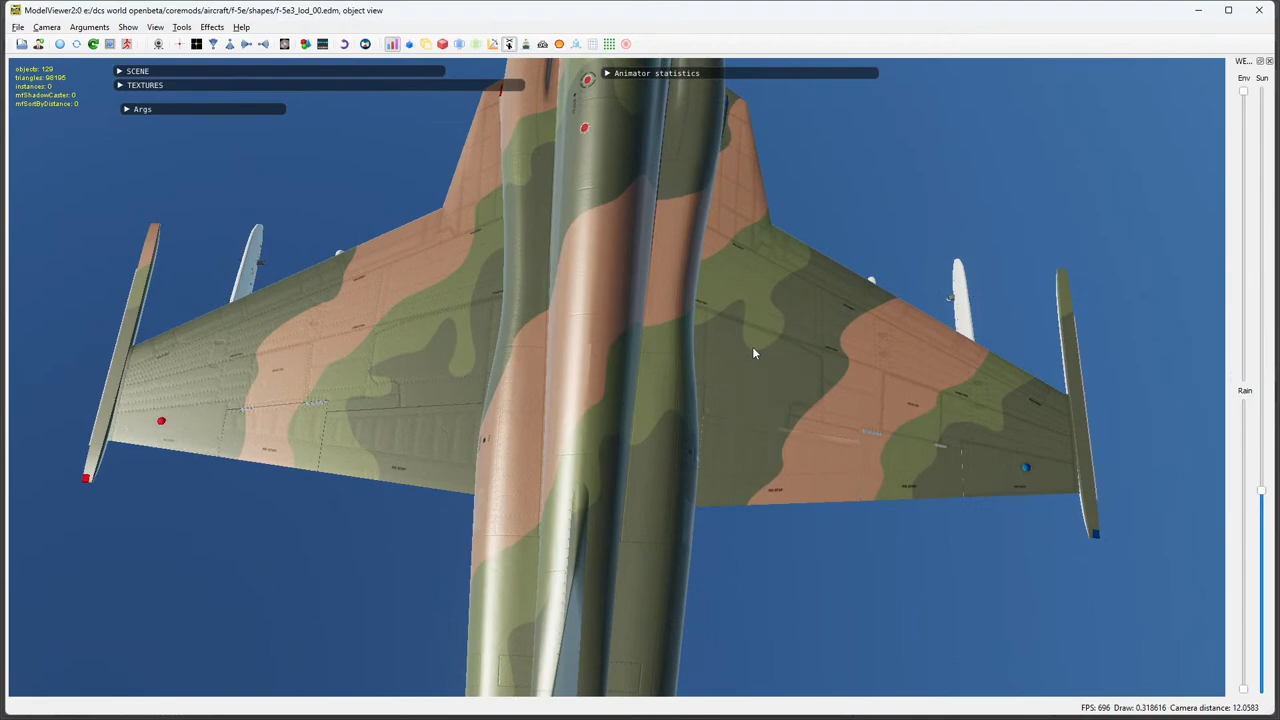 ModelViewer2:0 e:/dcs world openbeta/coremods/aircraft/f-5e/shapes/f-5e3_lod_00.edm, object view
File Camera Arguments Show View Tools Effects Help
WE...
objects: 129
triangles: 98195
instances: 0
mfShadowCaster: 0
mfSortByDistance: 0
SCENE
TEXTURES
Args
Animator statistics
Env Sun
Rain
FPS: 696 Draw: 0.318616 Camera distance: 12.0583